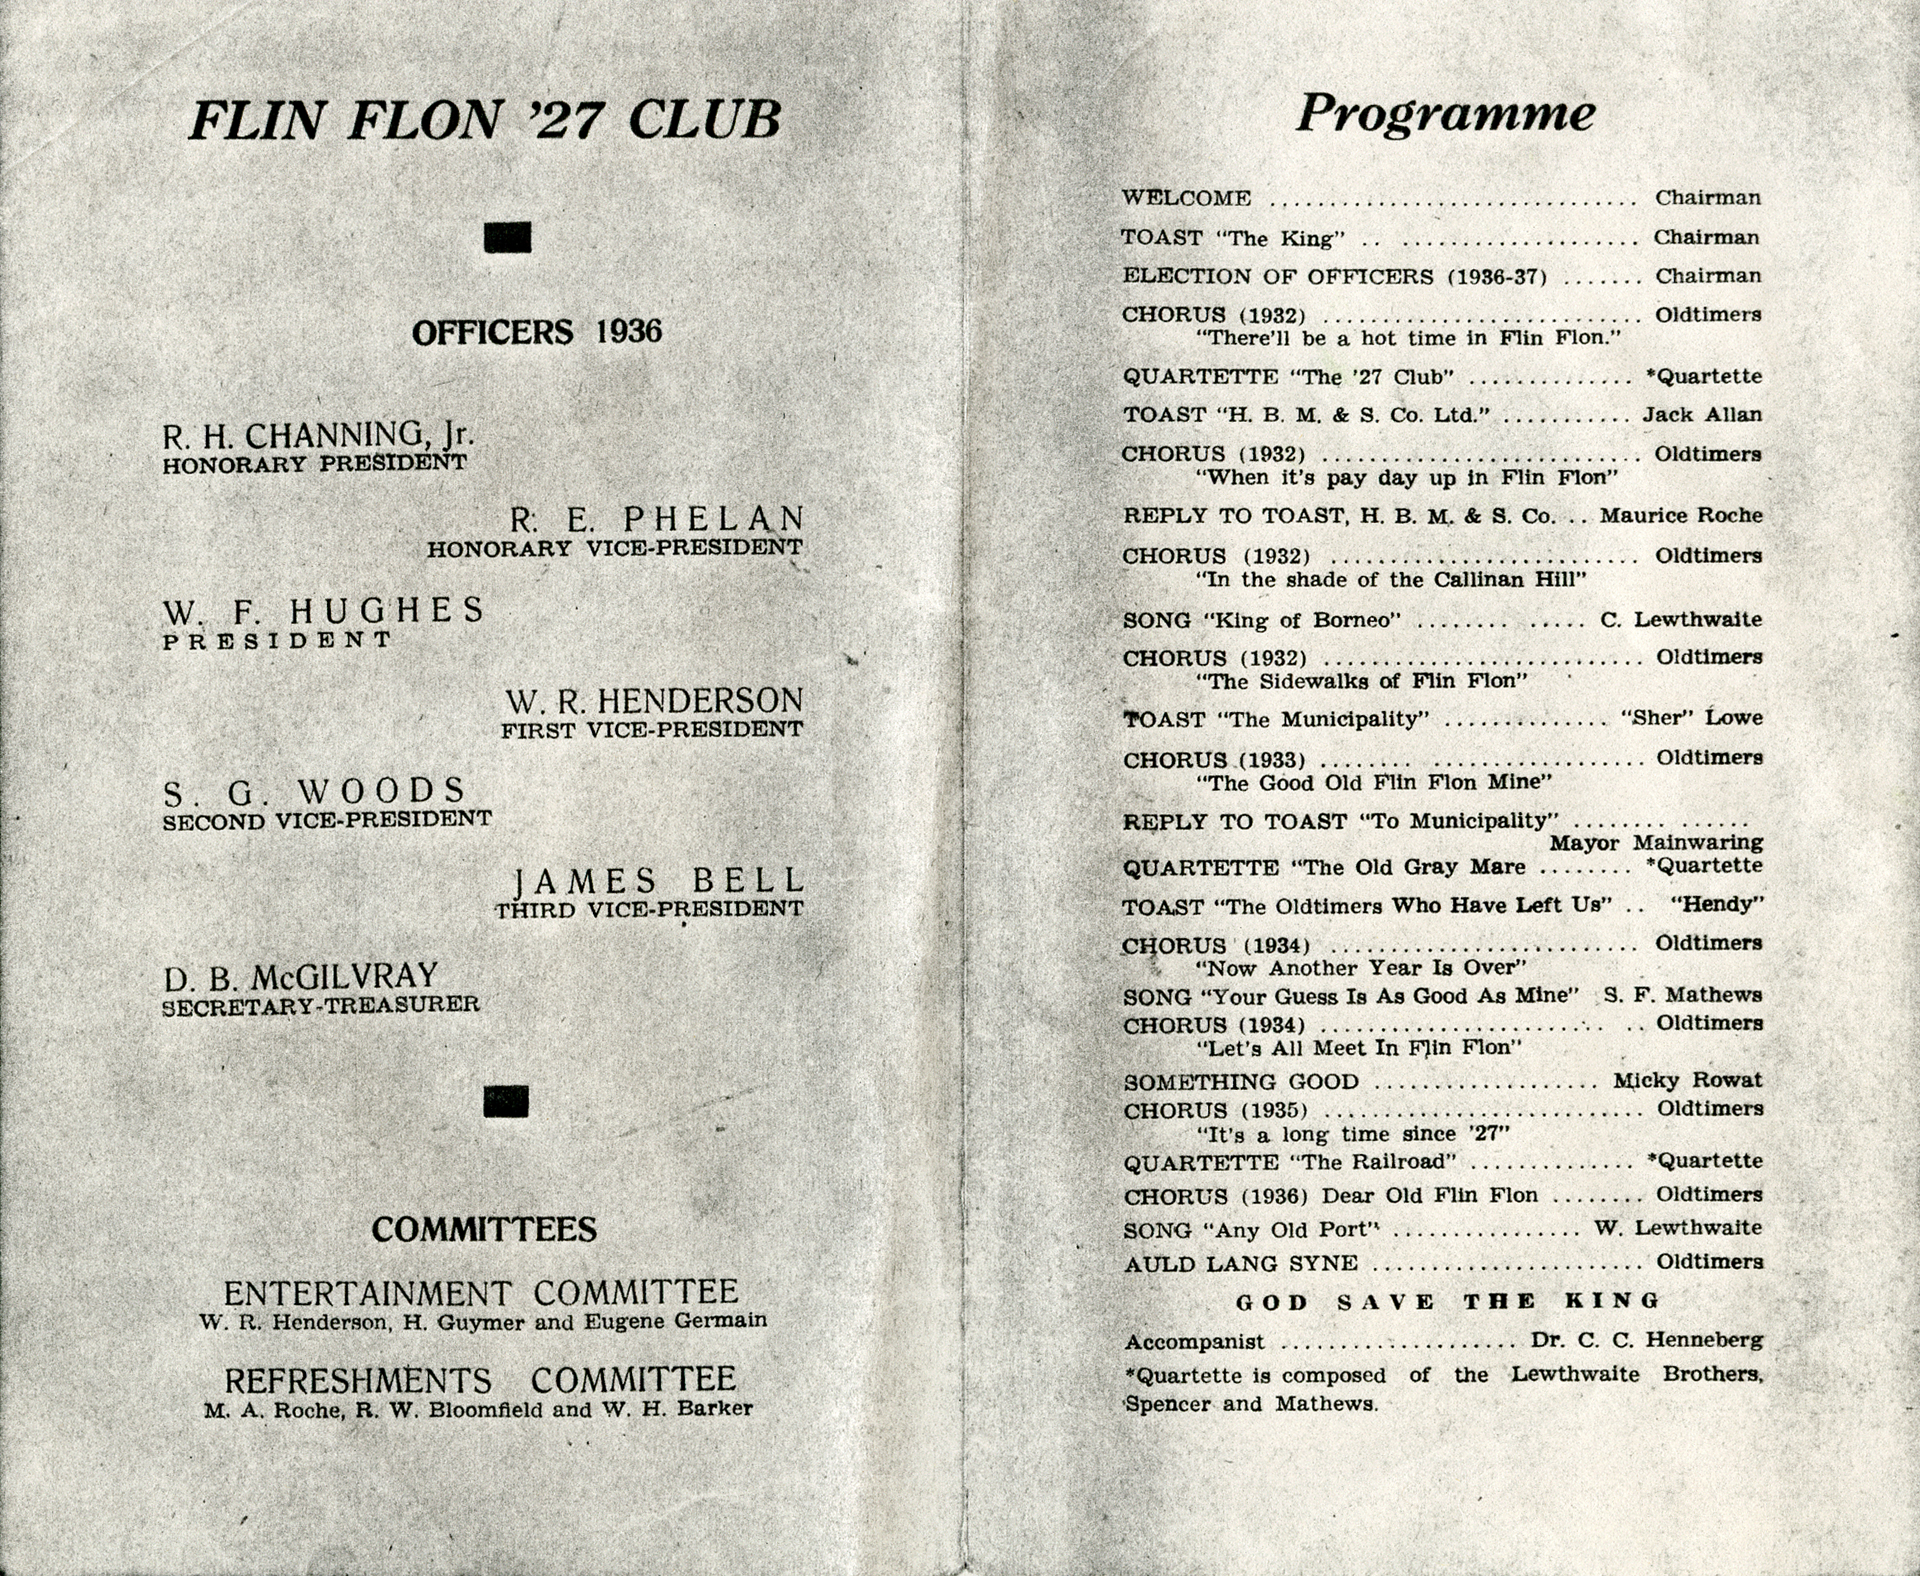 FLIN FLON ’27 CLUB
OFFICERS 1936
R. H. CHANNING, Jr.
HONORARY PRESIDENT
R. E. PHELAN
HONORARY VICE-PRESIDENT
W. F. HUGHES
PRESIDENT
W. R. HENDERSON
FIRST VICE-PRESIDENT
S. G. WOODS
SECOND VICE-PRESIDENT
JAMES BELL
THIRD VICE-PRESIDENT
D. B. McGILVRAY
SECRETARY-TREASURER
COMMITTEES
ENTERTAINMENT COMMITTEE
W. R. Henderson, H. Guymer and Eugene Germain
REFRESHMENTS COMMITTEE
M. A. Roche, R. W. Bloomfield and W. H. Barker
Programme
WELCOME ............................... Chairman
TOAST “The King” .. .................... Chairman
ELECTION OF OFFICERS (1936-37) ....... Chairman
CHORUS (1932) ........................... Oldtimers
“There’ll be a hot time in Flin Flon.”
QUARTETTE “The ’27 Club” .............. *Quartette
TOAST “H. B. M. & S. Co. Ltd.” ........... Jack Allan
CHORUS (1932) ........................... Oldtimers
“When it’s pay day up in Flin Flon”
REPLY TO TOAST, H. B. M. & S. Co. .. Maurice Roche
CHORUS (1932) .......................... Oldtimers
“In the shade of the Callinan Hill”
SONG “King of Borneo” ........ ..... C. Lewthwaite
CHORUS (1932) ........................... Oldtimers
“The Sidewalks of Flin Flon”
TOAST “The Municipality” .............. “Sher” Lowe
CHORUS (1933) ........ .................. Oldtimers
“The Good Old Flin Flon Mine”
REPLY TO TOAST “To Municipality” ........ ......
Mayor Mainwaring
QUARTETTE “The Old Gray Mare ........ *Quartette
TOAST “The Oldtimers Who Have Left Us” .. “Hendy”
CHORUS (1934) .......................... Oldtimers
“Now Another Year Is Over”
SONG “Your Guess Is As Good As Mine” S. F. Mathews
CHORUS (1934) ........................ .. Oldtimers
“Let’s All Meet In Flin Flon”
SOMETHING GOOD ................... Micky Rowat
CHORUS (1935) ........................... Oldtimers
“It’s a long time since ’27”
QUARTETTE “The Railroad” .............. *Quartette
CHORUS (1936) Dear Old Flin Flon ........ Oldtimers
SONG “Any Old Port” ................ W. Lewthwaite
AULD LANG SYNE ....................... Oldtimers
GOD SAVE THE KING
Accompanist .................... Dr. C. C. Henneberg
*Quartette is composed of the Lewthwaite Brothers,
Spencer and Mathews.